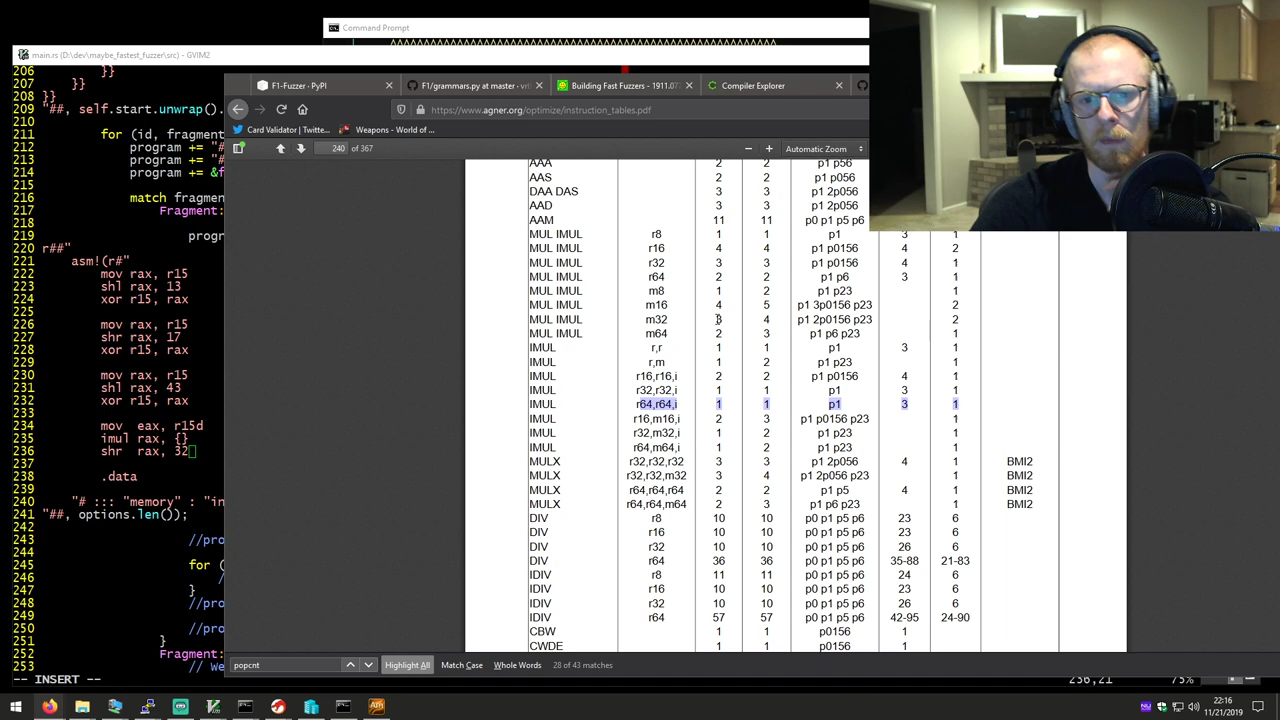 Command Prompt
^^^^^^^^^^^^^^^^^^^^^^^^^^^^^^^^^^^^^^^^^^^^^^^^^^^^^^^^^^^^^^^^
main.rs (D:\dev\maybe_fastest_fuzzer\src) - GVIM2
206 }}
207 }}
208 }}
209 "##, self.start.unwrap().
210
211 for (id, fragment
212 program += "#
213 program += "#
214 program += &f
215
216 match fragment
217 Fragment:
218
219 progr
220 r##"
221 asm!(r#"
222 mov rax, r15
223 shl rax, 13
224 xor r15, rax
225
226 mov rax, r15
227 shr rax, 17
228 xor r15, rax
229
230 mov rax, r15
231 shl rax, 43
232 xor r15, rax
233
234 mov eax, r15d
235 imul rax, {}
236 shr rax, 32
237
238 .data
239
240 "# ::: "memory" : "in
241 "##, options.len());
242
243 //pro
244
245 for (
246 /
247 }
248 //pro
249
250 //pro
251 }
252 Fragment:
253 // We
-- INSERT --
236,21 75%
F1-Fuzzer · PyPI
F1/grammars.py at master · vrth
Building Fast Fuzzers - 1911.077
Compiler Explorer
https://www.agner.org/optimize/instruction_tables.pdf
Card Validator | Twitte...
Weapons - World of ...
240 of 367
Automatic Zoom
AAA 2 2 p1 p56
AAS 2 2 p1 p056
DAA DAS 3 3 p1 2p056
AAD 3 3 p1 2p056
AAM 11 11 p0 p1 p5 p6
MUL IMUL r8 1 1 p1 3 1
MUL IMUL r16 4 4 p1 p0156 4 2
MUL IMUL r32 3 3 p1 p0156 4 1
MUL IMUL r64 2 2 p1 p6 3 1
MUL IMUL m8 1 2 p1 p23 1
MUL IMUL m16 4 5 p1 3p0156 p23 2
MUL IMUL m32 3 4 p1 2p0156 p23 2
MUL IMUL m64 2 3 p1 p6 p23 1
IMUL r,r 1 1 p1 3 1
IMUL r,m 1 2 p1 p23 1
IMUL r16,r16,i 2 2 p1 p0156 4 1
IMUL r32,r32,i 1 1 p1 3 1
IMUL r64,r64,i 1 1 p1 3 1
IMUL r16,m16,i 2 3 p1 p0156 p23 1
IMUL r32,m32,i 1 2 p1 p23 1
IMUL r64,m64,i 1 2 p1 p23 1
MULX r32,r32,r32 3 3 p1 2p056 4 1 BMI2
MULX r32,r32,m32 3 4 p1 2p056 p23 1 BMI2
MULX r64,r64,r64 2 2 p1 p5 4 1 BMI2
MULX r64,r64,m64 2 3 p1 p6 p23 1 BMI2
DIV r8 10 10 p0 p1 p5 p6 23 6
DIV r16 10 10 p0 p1 p5 p6 23 6
DIV r32 10 10 p0 p1 p5 p6 26 6
DIV r64 36 36 p0 p1 p5 p6 35-88 21-83
IDIV r8 11 11 p0 p1 p5 p6 24 6
IDIV r16 10 10 p0 p1 p5 p6 23 6
IDIV r32 10 10 p0 p1 p5 p6 26 6
IDIV r64 57 57 p0 p1 p5 p6 42-95 24-90
CBW 1 1 p0156 1
CWDE 1 1 p0156 1
popcnt
Highlight All
Match Case
Whole Words
28 of 43 matches
22:16
11/21/2019